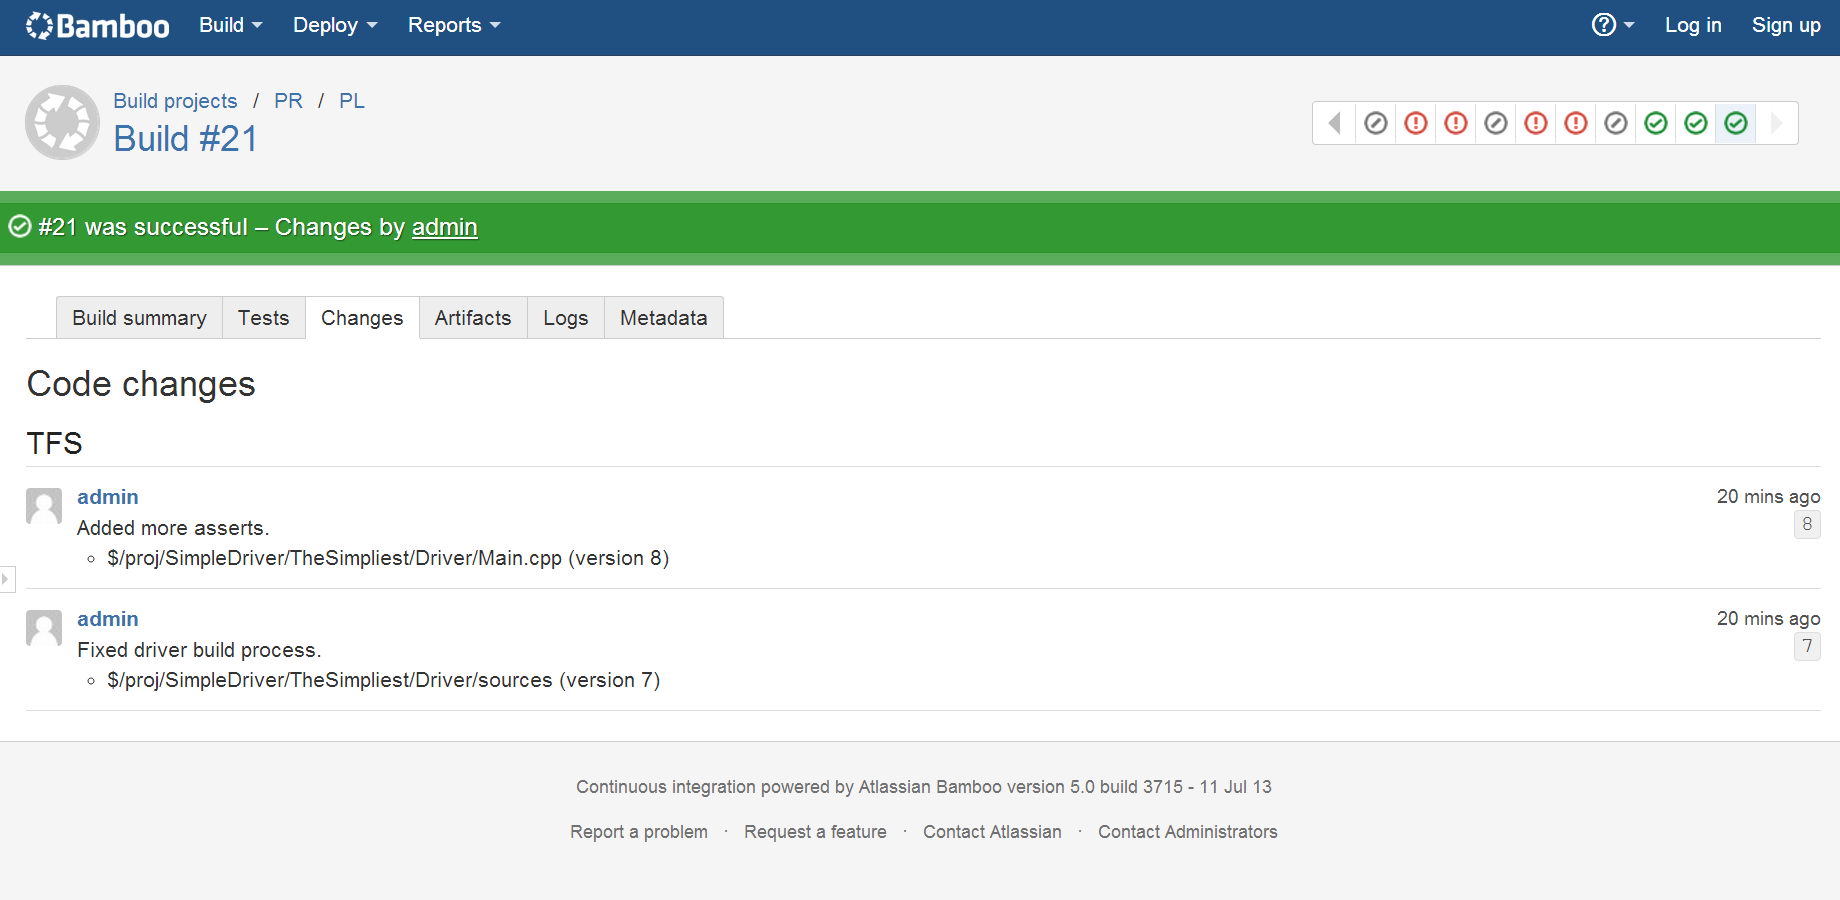 Bamboo Build Deploy Reports ? Log in Sign up
Build projects / PR / PL
Build #21
#21 was successful – Changes by admin
Build summary Tests Changes Artifacts Logs Metadata
Code changes
TFS
admin 20 mins ago
Added more asserts. 8
$/proj/SimpleDriver/TheSimpliest/Driver/Main.cpp (version 8)
admin 20 mins ago
Fixed driver build process. 7
$/proj/SimpleDriver/TheSimpliest/Driver/sources (version 7)
Continuous integration powered by Atlassian Bamboo version 5.0 build 3715 - 11 Jul 13
Report a problem · Request a feature · Contact Atlassian · Contact Administrators